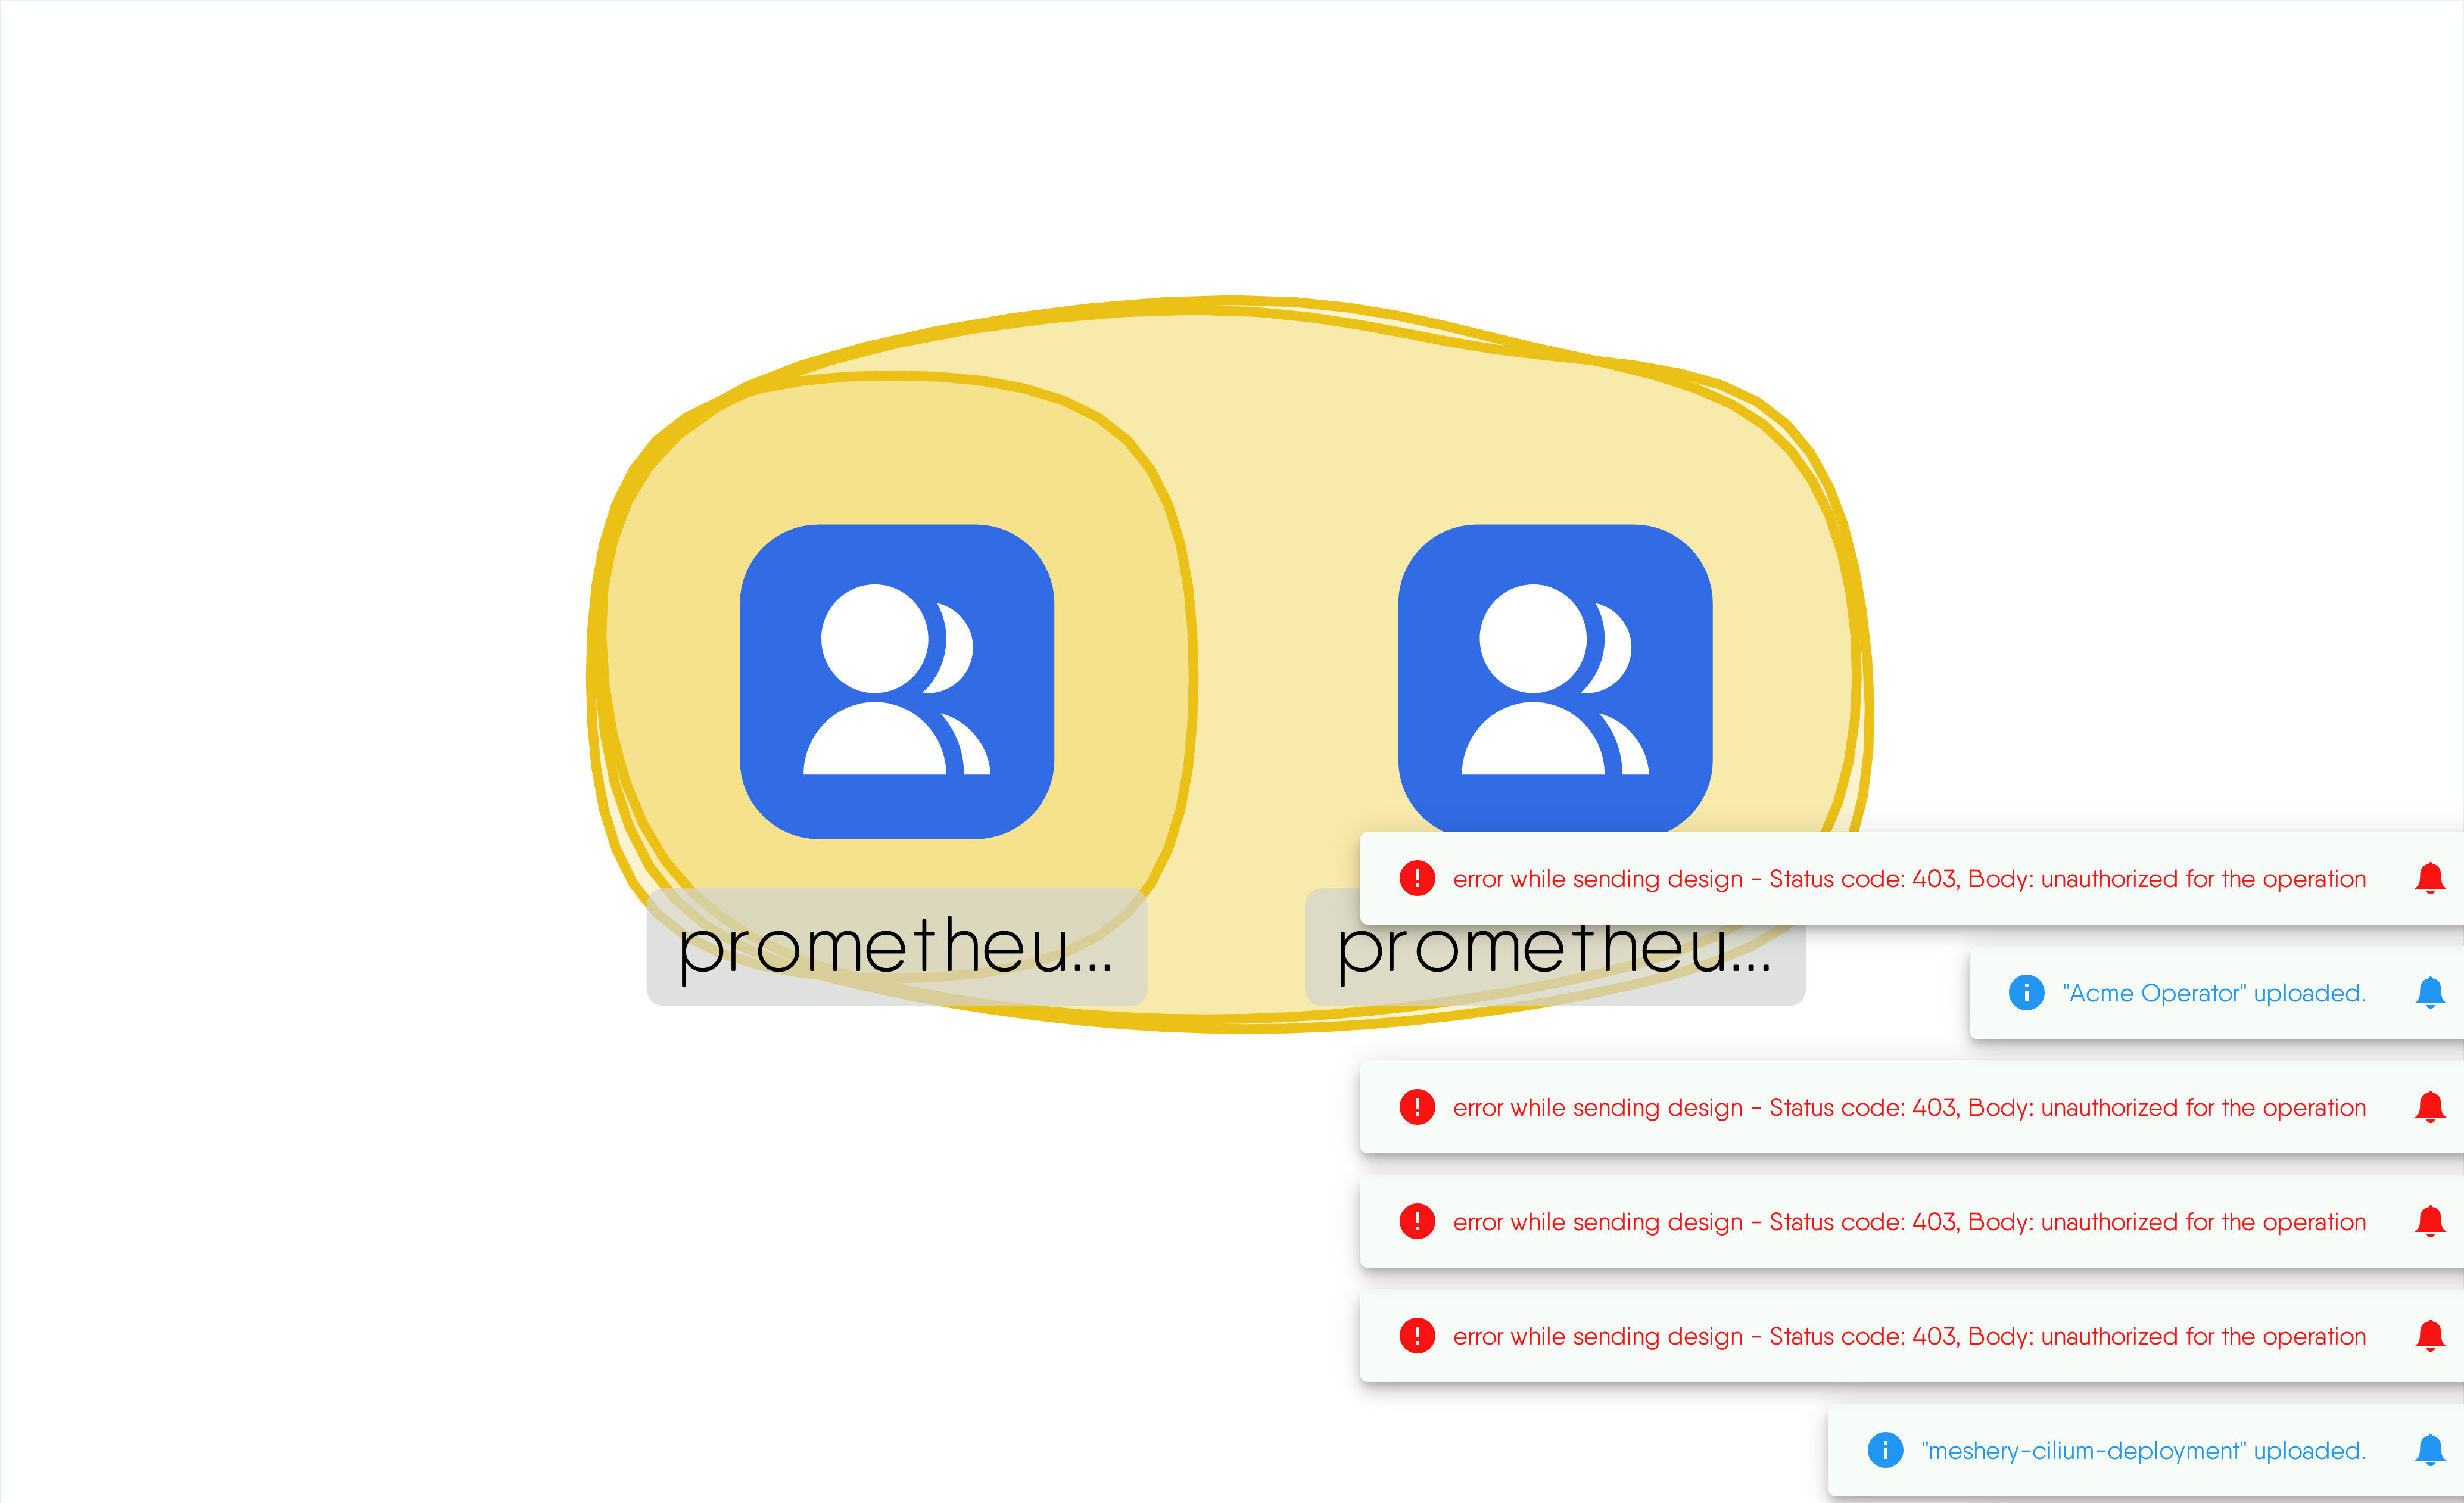 error while sending design - Status code: 403, Body: unauthorized for the operation
prometheu...
prometheu...
"Acme Operator" uploaded.
error while sending design - Status code: 403, Body: unauthorized for the operation
error while sending design - Status code: 403, Body: unauthorized for the operation
error while sending design - Status code: 403, Body: unauthorized for the operation
"meshery-cilium-deployment" uploaded.